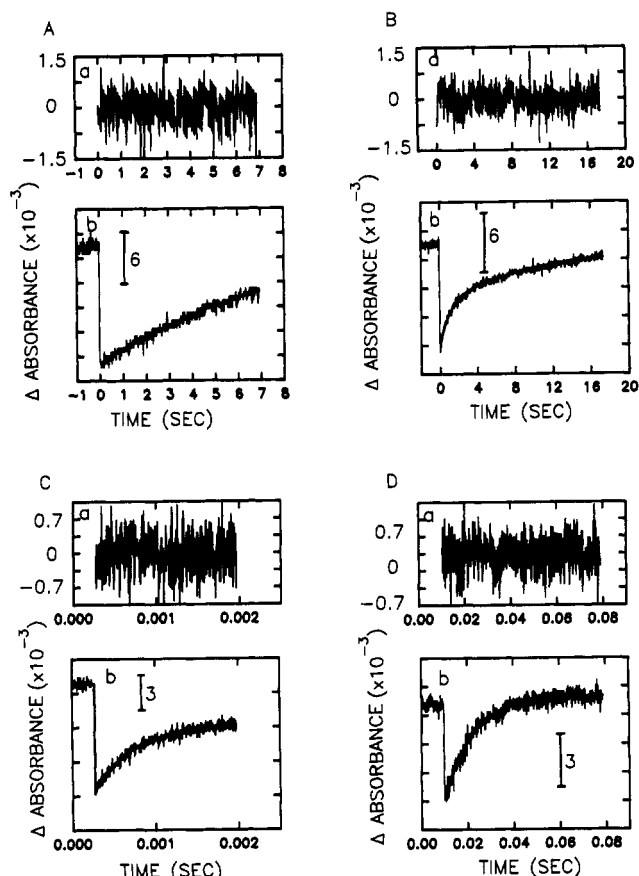 A
a
1.5
0
-1.5
-1 0 1 2 3 4 5 6 7 8
b
6
-1 0 1 2 3 4 5 6 7 8
TIME (SEC)
Δ ABSORBANCE (x10⁻³)
B
a
1.5
0
-1.5
0 4 8 12 16 20
b
6
0 4 8 12 16 20
TIME (SEC)
Δ ABSORBANCE (x10⁻³)
C
a
0.7
0
-0.7
0.000 0.001 0.002
b
3
0.000 0.001 0.002
TIME (SEC)
Δ ABSORBANCE (x10⁻³)
D
a
0.7
0
-0.7
0.00 0.02 0.04 0.06 0.08
b
3
0.00 0.02 0.04 0.06 0.08
TIME (SEC)
Δ ABSORBANCE (x10⁻³)